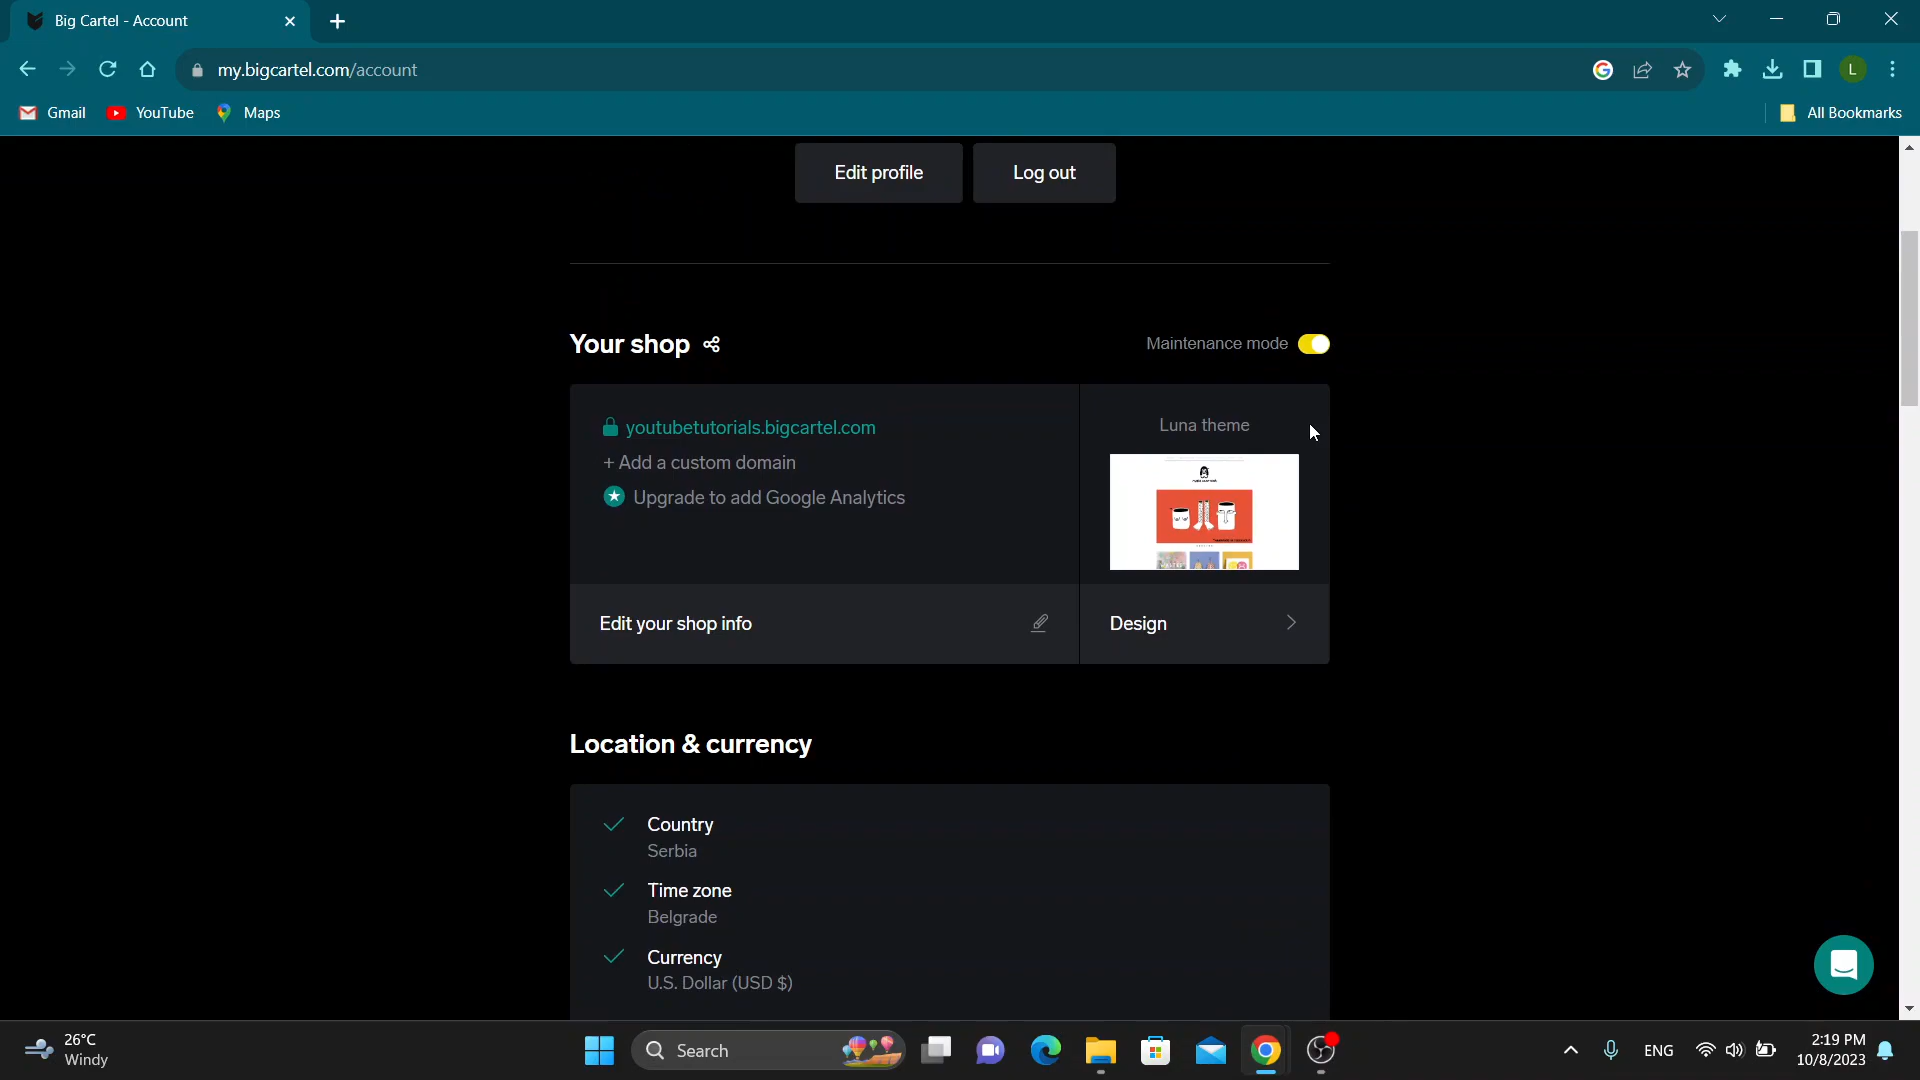 Big Cartel - Account
my.bigcartel.com/account
Gmail
YouTube
Maps
All Bookmarks
L
Edit profile
Log out
Your shop
Maintenance mode
youtubetutorials.bigcartel.com
+ Add a custom domain
Upgrade to add Google Analytics
Luna theme
Edit your shop info
Design
Location & currency
Country
Serbia
Time zone
Belgrade
Currency
U.S. Dollar (USD $)
26°C
Windy
Search
ENG
2:19 PM
10/8/2023